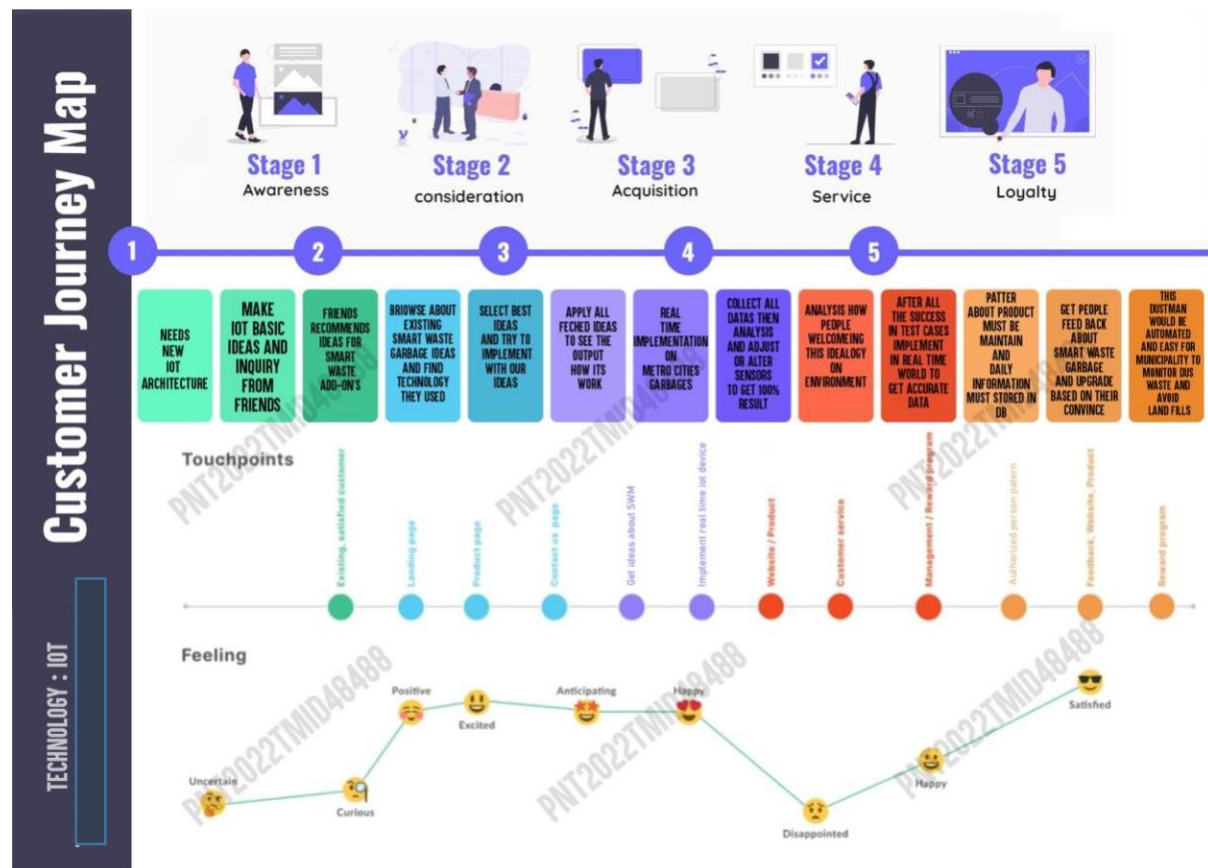 Customer Journey Map
TECHNOLOGY : IOT
Stage 1
Awareness
Stage 2
consideration
Stage 3
Acquisition
Stage 4
Service
Stage 5
Loyalty
1
2
3
4
5
NEEDS
NEW
IOT
ARCHITECTURE
MAKE
IOT BASIC
IDEAS AND
INQUIRY
FROM
FRIENDS
FRIENDS
RECOMMENDS
IDEAS FOR
SMART
WASTE
ADD-ON'S
BRIOWSE ABOUT
EXISTING
SMART WASTE
GARBAGE IDEAS
AND FIND
TECHNOLOGY
THEY USED
SELECT BEST
IDEAS
AND TRY TO
IMPLEMENT
WITH OUR
IDEAS
APPLY ALL
FECHED IDEAS
TO SEE THE
OUTPUT
HOW ITS
WORK
REAL
TIME
IMPLEMENTATION
ON
METRO CITIES
GARBAGES
COLLECT ALL
DATAS THEN
ANALYSIS
AND ADJUST
OR ALTER
SENSORS
TO GET 100%
RESULT
ANALYSIS HOW
PEOPLE
WELCOMEING
THIS IDEALOGY
ON
ENVIRONMENT
AFTER ALL
THE SUCCESS
IN TEST CASES
IMPLEMENT
IN REAL TIME
WORLD TO
GET ACCURATE
DATA
PATTER
ABOUT PRODUCT
MUST BE
MAINTAIN
AND
DAILY
INFORMATION
MUST STORED IN
DB
GET PEOPLE
FEED BACK
ABOUT
SMART WASTE
GARBAGE
AND UPGRADE
BASED ON THEIR
CONVINCE
THIS
DUSTMAN
WOULD BE
AUTOMATED
AND EASY FOR
MUNICIPALITY TO
MONITOR DUS
WASTE AND
AVOID
LAND FILLS
Touchpoints
Existing, satisfied customer
Landing page
Product page
Contact us page
Get ideas about SWM
Implement real time iot device
Website / Product
Customer service
Management / Reward program
Authorized person patern
Feedback, Website, Product
Reward program
PNT2022TMID48488
PNT2022TMID48488
PNT2022TMID48488
Feeling
Uncertain
Curious
Positive
Excited
Anticipating
Happy
Disappointed
Happy
Satisfied
PNT2022TMID48488
PNT2022TMID48488
PNT2022TMID48488